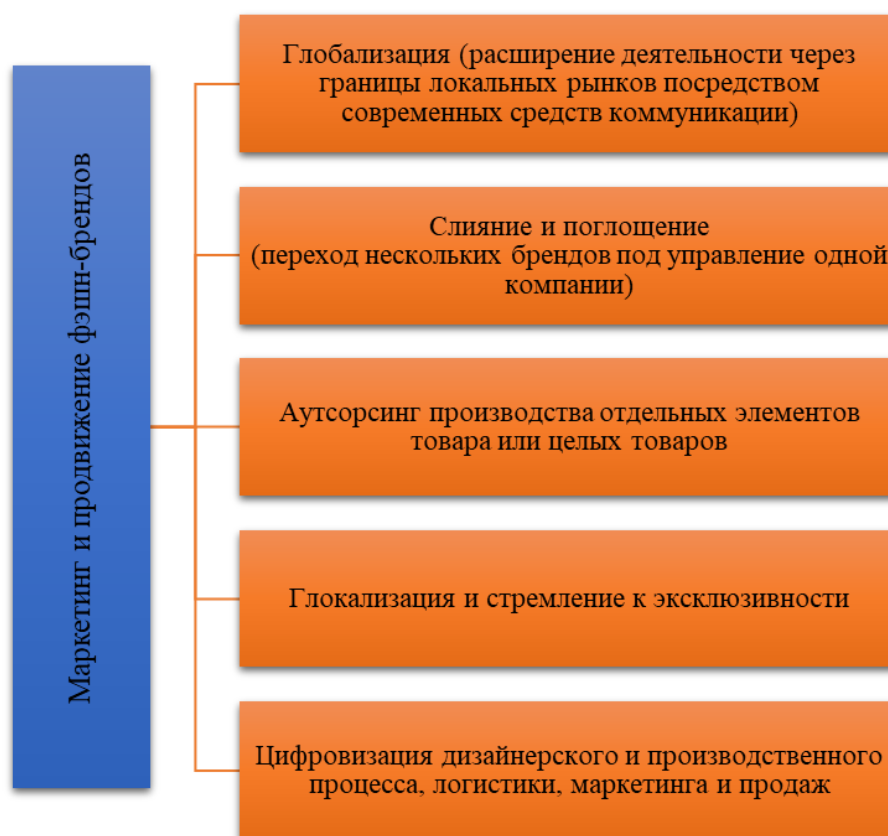 Маркетинг и продвижение фэшн-брендов
Глобализация (расширение деятельности через
границы локальных рынков посредством
современных средств коммуникации)
Слияние и поглощение
(переход нескольких брендов под управление одной
компании)
Аутсорсинг производства отдельных элементов
товара или целых товаров
Глокализация и стремление к эксклюзивности
Цифровизация дизайнерского и производственного
процесса, логистики, маркетинга и продаж